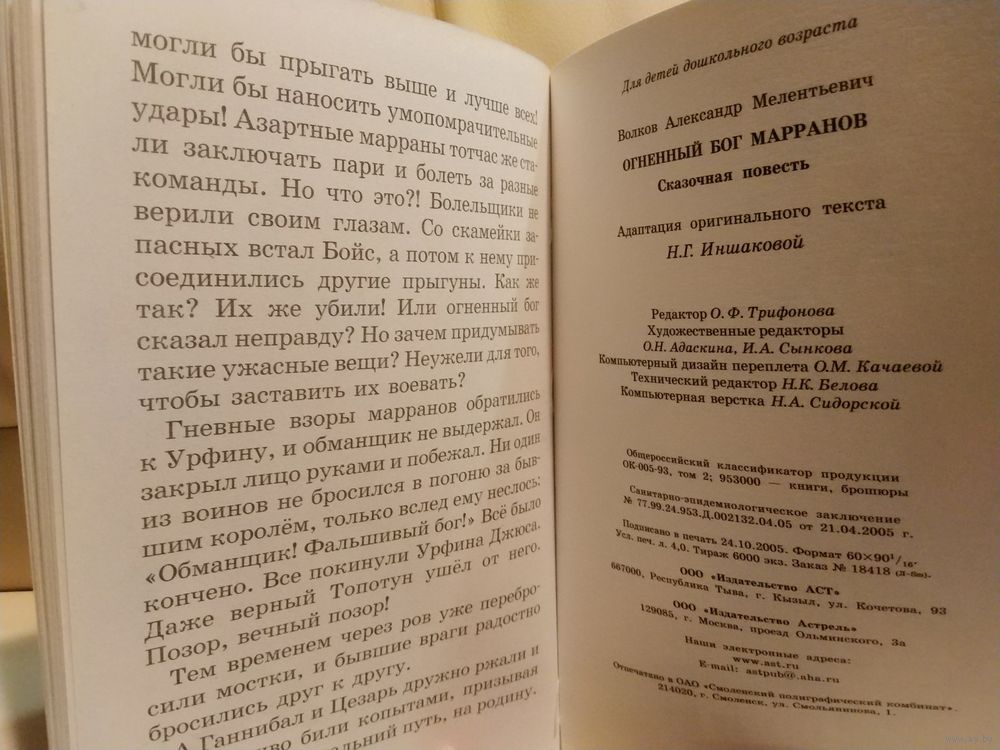 могли бы прыгать выше и лучше всех!
Могли бы наносить умопомрачительные
удары! Азартные марраны тотчас же ста-
ли заключать пари и болеть за разные
команды. Но что это?! Болельщики не
верили своим глазам. Со скамейки за-
пасных встал Бойс, а потом к нему при-
соединились другие прыгуны. Как же
так? Их же убили! Или огненный бог
сказал неправду? Но зачем придумывать
такие ужасные вещи? Неужели для того,
чтобы заставить их воевать?
Гневные взоры марранов обратились
к Урфину, и обманщик не выдержал. Он
закрыл лицо руками и побежал. Ни один
из воинов не бросился в погоню за быв-
шим королём, только вслед ему неслось:
«Обманщик! Фальшивый бог!» Всё было
кончено. Все покинули Урфина Джюса.
Даже верный Топотун ушёл от него.
Позор, вечный позор!
Тем временем через ров уже перебро-
сили мостки, и бывшие враги радостно
бросились друг к другу.
А Ганнибал и Цезарь дружно ржали и
били копытами, призывая
путь, на родину.
Для детей дошкольного возраста
Волков Александр Мелентьевич
ОГНЕННЫЙ БОГ МАРРАНОВ
Сказочная повесть
Адаптация оригинального текста
Н.Г. Иншаковой
Редактор О. Ф. Трифонова
Художественные редакторы
О.Н. Адаскина, И.А. Сынкова
Компьютерный дизайн переплета О.М. Качаевой
Технический редактор Н.К. Белова
Компьютерная верстка Н.А. Сидорской
Общероссийский классификатор продукции
ОК-005-93, том 2; 953000 — книги, брошюры
Санитарно-эпидемиологическое заключение
№ 77.99.24.953.Д.002132.04.05 от 21.04.2005 г.
Подписано в печать 24.10.2005. Формат 60×90 1/16.
Усл. печ. л. 4,0. Тираж 6000 экз. Заказ № 18418
ООО «Издательство АСТ»
667000, Республика Тыва, г. Кызыл, ул. Кочетова, 93
ООО «Издательство Астрель»
129085, г. Москва, проезд Ольминского, 3а
Наши электронные адреса:
www.ast.ru
E-mail: astpub@aha.ru
Отпечатано в ОАО «Смоленский полиграфический комбинат».
214020, г. Смоленск, ул. Смольянинова, 1.